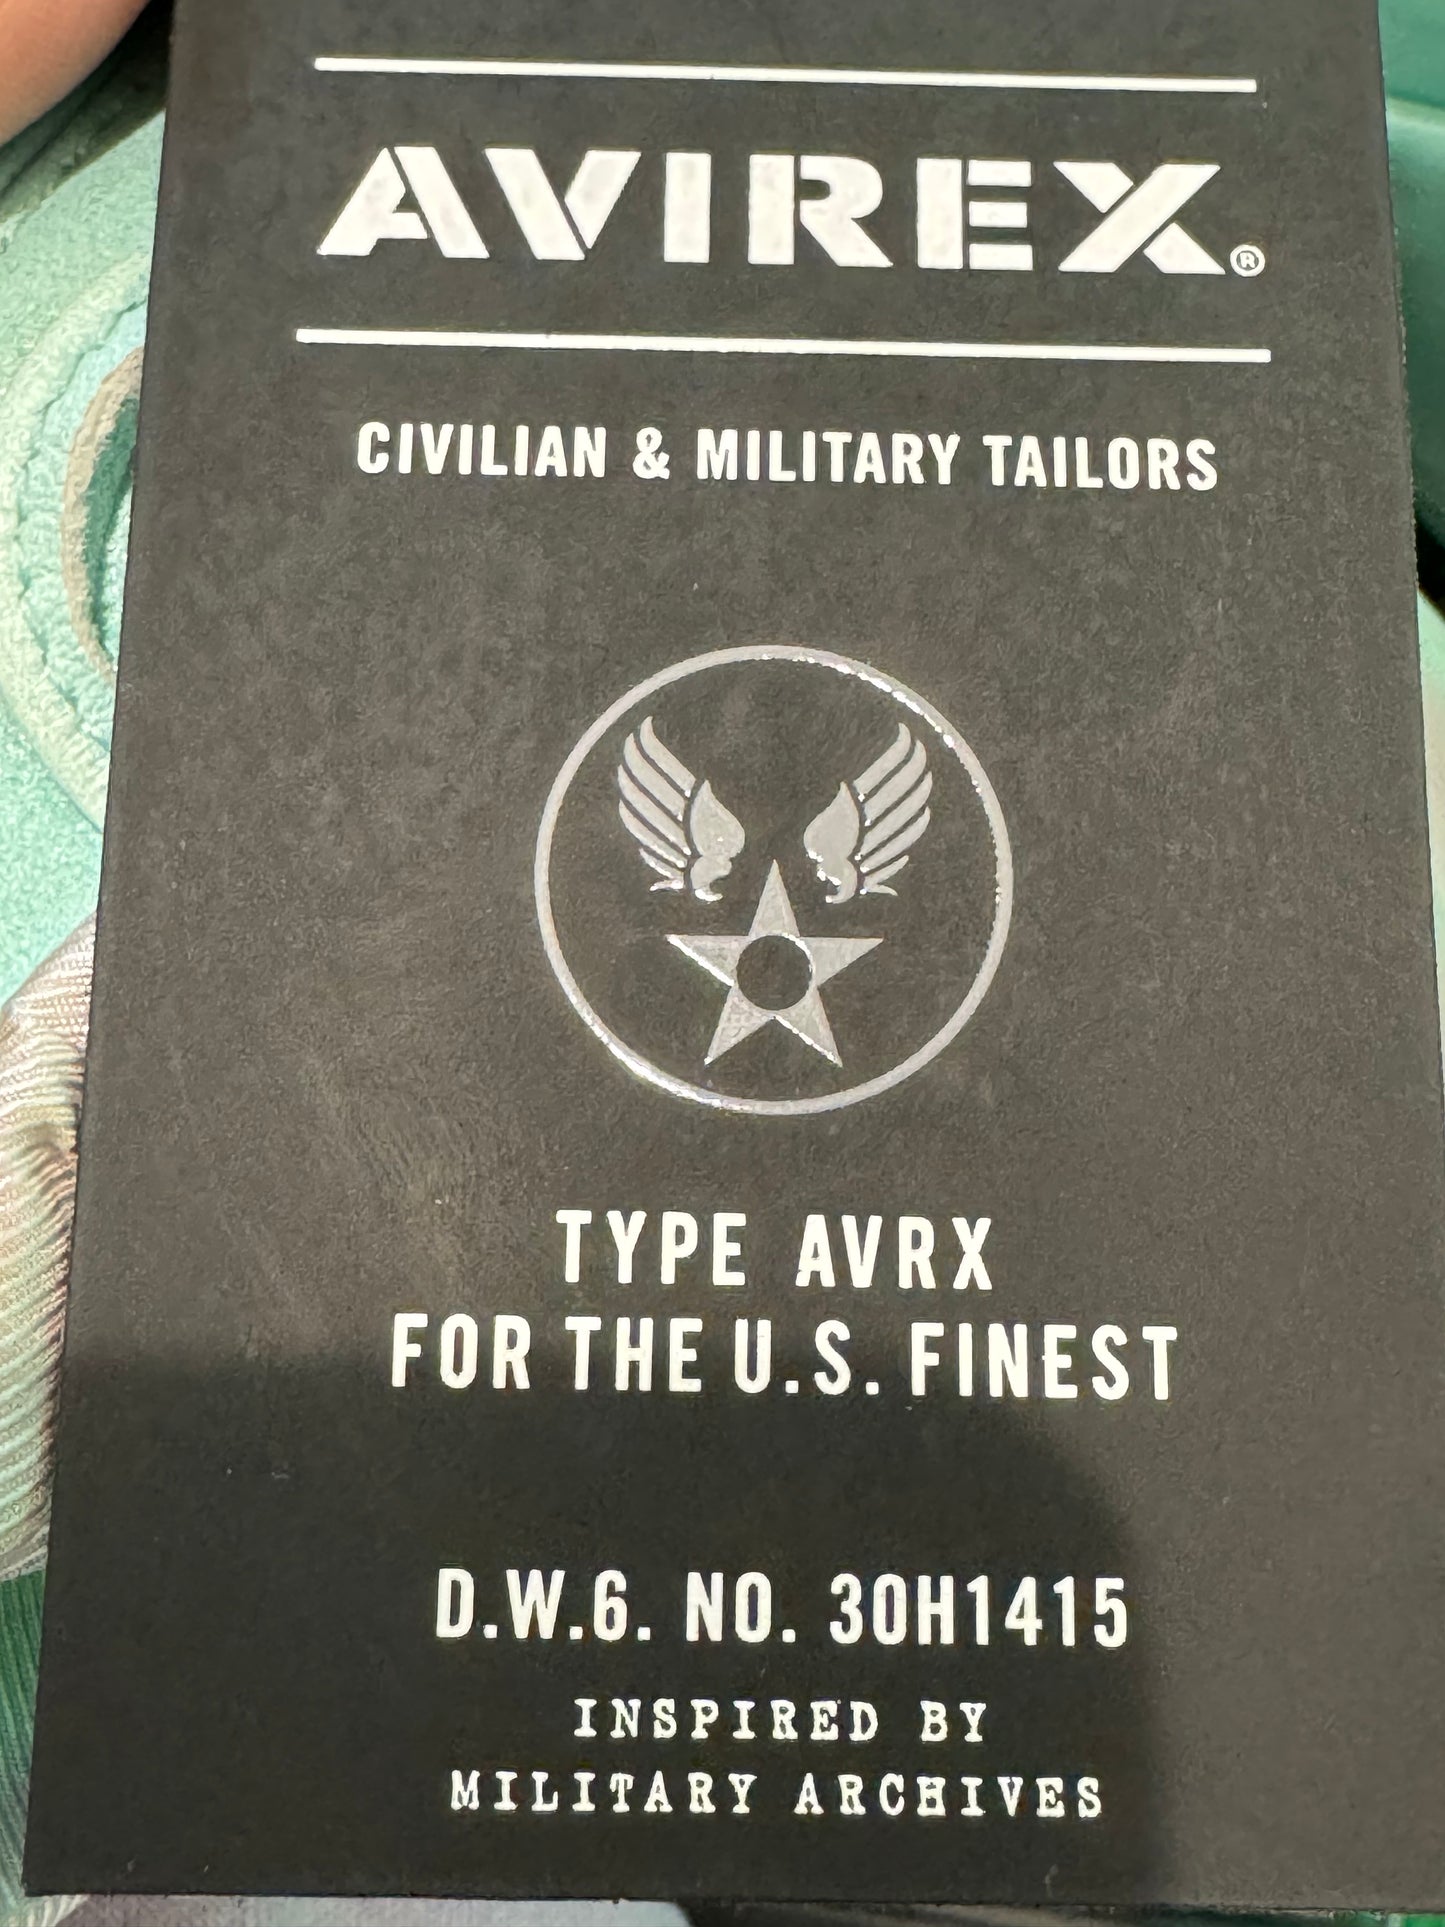 AVIREX®
CIVILIAN & MILITARY TAILORS
TYPE AVRX
FOR THE U.S. FINEST
D.W.6. NO. 30H1415
INSPIRED BY
MILITARY ARCHIVES